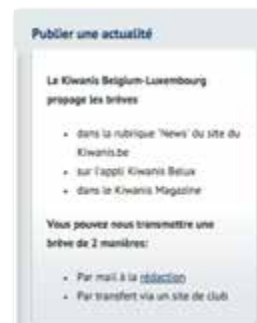 Publier une actualité
Le Kiwanis Belgium-Luxembourg
propage les brèves
dans la rubrique 'News' du site du
Kiwanis.be
sur l'appli Kiwanis Belux
dans le Kiwanis Magazine
Vous pouvez nous transmettre une
brève de 2 manières:
Par mail à la rédaction
Par transfert via un site de club